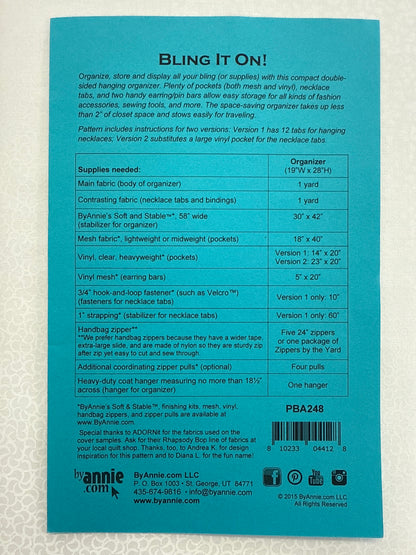 BLING IT ON!
Organize, store and display all your bling (or supplies) with this compact double-
sided hanging organizer. Plenty of pockets (both mesh and vinyl), necklace
tabs, and two handy earring/pin bars allow easy storage for all kinds of fashion
accessories, sewing tools, and more. The space-saving organizer takes up less
than 2" of closet space and stows easily for traveling.
Pattern includes instructions for two versions: Version 1 has 12 tabs for hanging
necklaces; Version 2 substitutes a large vinyl pocket for the necklace tabs.
Supplies needed:
Organizer
(19"W x 28"H)
Main fabric (body of organizer)
1 yard
Contrasting fabric (necklace tabs and bindings)
1 yard
ByAnnie's Soft and Stable™*, 58" wide
(stabilizer for organizer)
30" x 42"
Mesh fabric*, lightweight or midweight (pockets)
18" x 40"
Vinyl, clear, heavyweight* (pockets)
Version 1: 14" x 20"
Version 2: 23" x 20"
Vinyl mesh* (earring bars)
5" x 20"
3/4" hook-and-loop fastener* (such as Velcro™)
(fasteners for necklace tabs)
Version 1 only: 10"
1" strapping* (stabilizer for necklace tabs)
Version 1 only: 60"
Handbag zipper**
**We prefer handbag zippers because they have a wider tape,
extra-large slide, and are made of nylon so they are sturdy zip
after zip yet easy to cut and sew through.
Five 24" zippers
or one package of
Zippers by the Yard
Additional coordinating zipper pulls* (optional)
Four pulls
Heavy-duty coat hanger measuring no more than 18½"
across (hanger for organizer)
One hanger
*ByAnnie's Soft & Stable™, finishing kits, mesh, vinyl,
handbag zippers, and zipper pulls are available at
www.ByAnnie.com.
PBA248
Special thanks to ADORNit for the fabrics used on the
cover samples. Ask for their Rhapsody Bop line of fabrics at
your local quilt shop. Thanks, too, to Andrea K. for design
inspiration for this pattern and to Diana L. for the fun name!
8 10233 04412 8
byannie
.com
ByAnnie.com LLC
P. O. Box 1003 • St. George, UT 84771
435-674-9816 • info@byannie.com
www.byannie.com
f
P
You
Tube
© 2015 ByAnnie.com LLC
All Rights Reserved